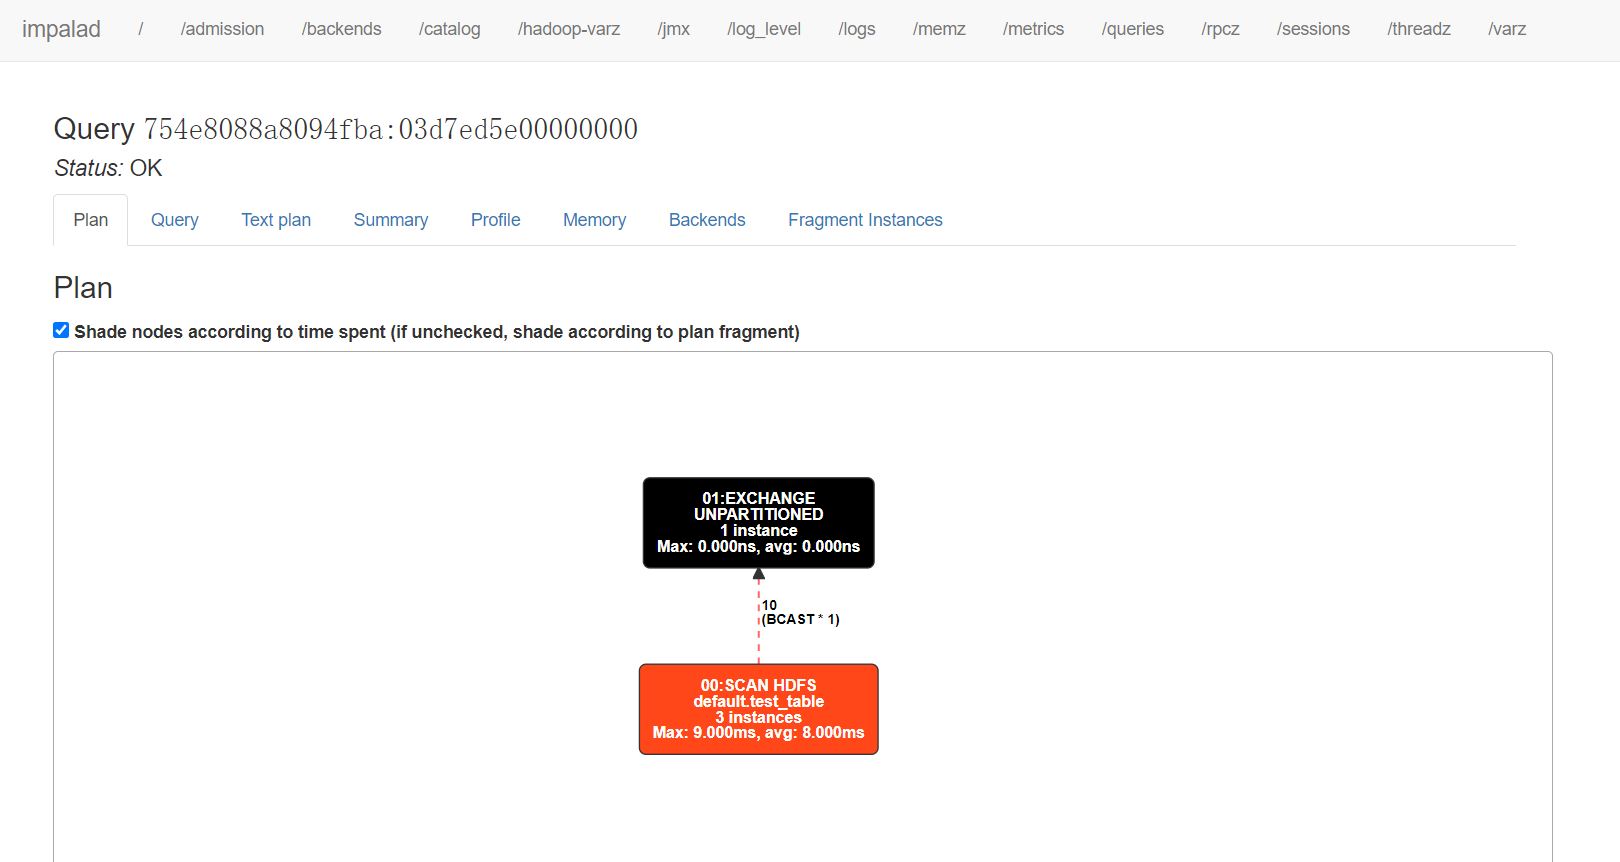 impalad / /admission /backends /catalog /hadoop-varz /jmx /log_level /logs /memz /metrics /queries /rpcz /sessions /threadz /varz
Query 754e8088a8094fba:03d7ed5e00000000
Status: OK
Plan Query Text plan Summary Profile Memory Backends Fragment Instances
Plan
Shade nodes according to time spent (if unchecked, shade according to plan fragment)
01:EXCHANGE
UNPARTITIONED
1 instance
Max: 0.000ns, avg: 0.000ns
10
(BCAST * 1)
00:SCAN HDFS
default.test_table
3 instances
Max: 9.000ms, avg: 8.000ms